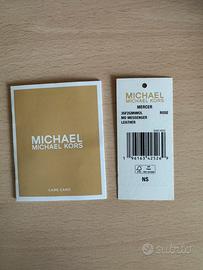 MICHAEL
MICHAEL KORS
CARE CARD
MICHAEL
MICHAEL KORS
MERCER
ROSE
MD MESSENGER
LEATHER
NS
subito